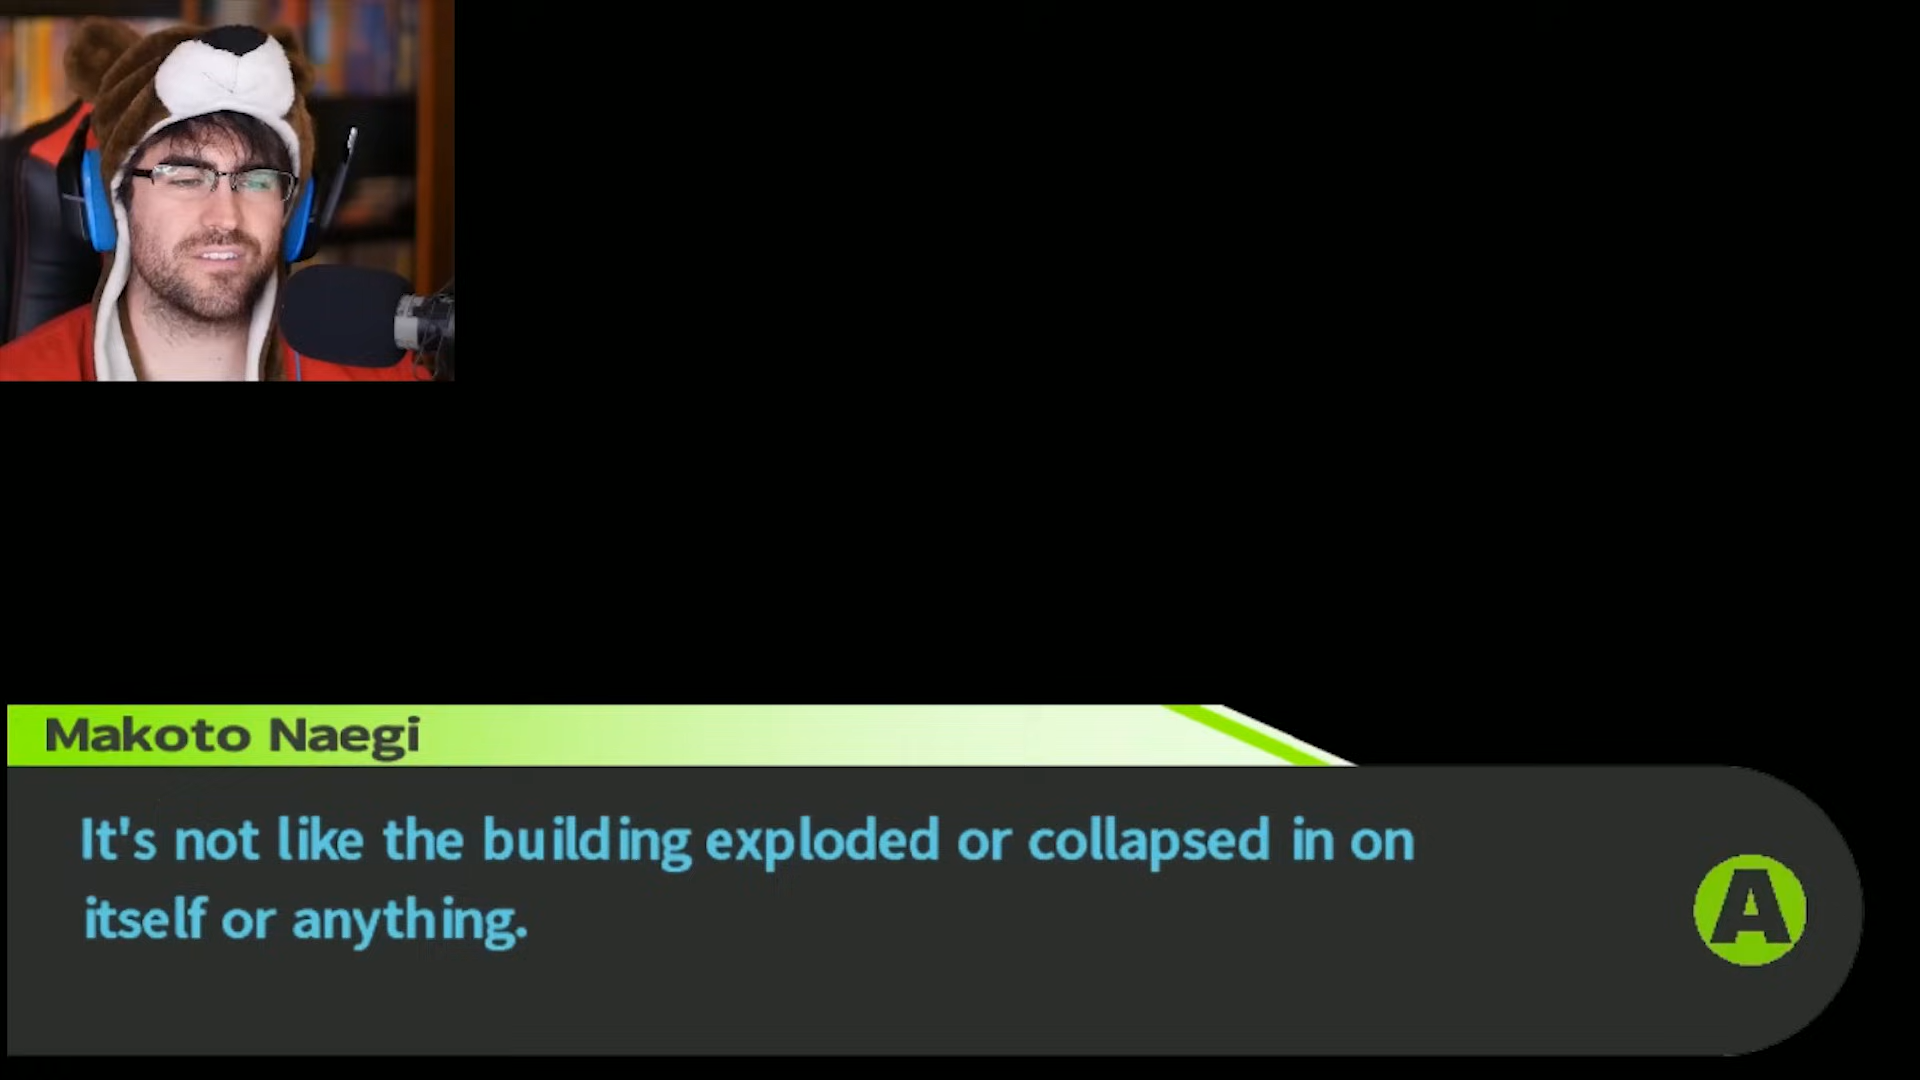 Makoto Naegi
It's not like the building exploded or collapsed in on
itself or anything.
A